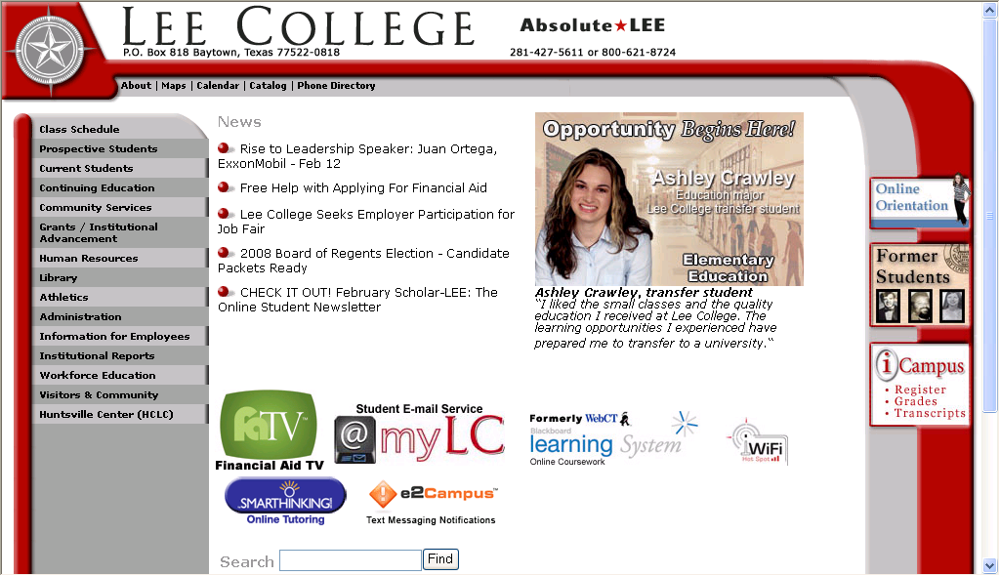 LEE COLLEGE
P.O. Box 818 Baytown, Texas 77522-0818
Absolute★LEE
281-427-5611 or 800-621-8724
About | Maps | Calendar | Catalog | Phone Directory
Class Schedule
Prospective Students
Current Students
Continuing Education
Community Services
Grants / Institutional
Advancement
Human Resources
Library
Athletics
Administration
Information for Employees
Institutional Reports
Workforce Education
Visitors & Community
Huntsville Center (HCLC)
News
Rise to Leadership Speaker: Juan Ortega,
ExxonMobil - Feb 12
Free Help with Applying For Financial Aid
Lee College Seeks Employer Participation for
Job Fair
2008 Board of Regents Election - Candidate
Packets Ready
CHECK IT OUT! February Scholar-LEE: The
Online Student Newsletter
Opportunity Begins Here!
Ashley Crawley
Education major
Lee College transfer student
Elementary
Education
Ashley Crawley, transfer student
"I liked the small classes and the quality
education I received at Lee College. The
learning opportunities I experienced have
prepared me to transfer to a university."
Online
Orientation
Former
Students
iCampus
• Register
• Grades
• Transcripts
faTV™
Financial Aid TV
Student E-mail Service
@myLC
Formerly WebCT
Blackboard
learning System
Online Coursework
iWiFi
Hot Spot
SMARTHINKING!
Online Tutoring
e2Campus™
Text Messaging Notifications
Search
Find